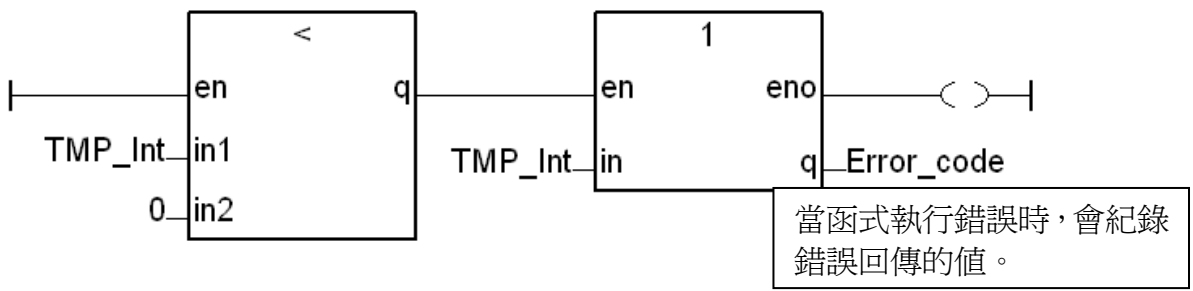 < 1
en q en eno
TMP_Int in1 TMP_Int in q Error_code
0 in2
當函式執行錯誤時，會紀錄
錯誤回傳的值。